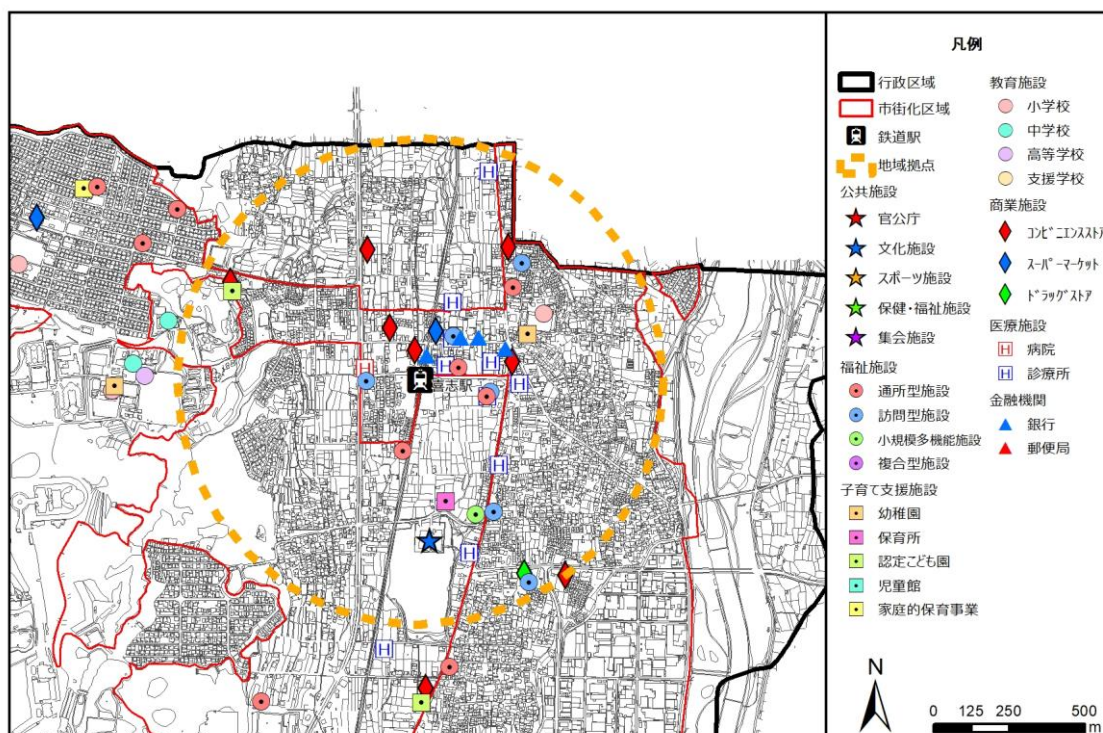 喜志駅
凡例
行政区域
市街化区域
鉄道駅
地域拠点
公共施設
官公庁
文化施設
スポーツ施設
保健・福祉施設
集会施設
福祉施設
通所型施設
訪問型施設
小規模多機能施設
複合型施設
子育て支援施設
幼稚園
保育所
認定こども園
児童館
家庭的保育事業
教育施設
小学校
中学校
高等学校
支援学校
商業施設
ｺﾝﾋﾞﾆｴﾝｽｽﾄｱ
ｽｰﾊﾟｰﾏｰｹｯﾄ
ﾄﾞﾗｯｸﾞｽﾄｱ
医療施設
H 病院
H 診療所
金融機関
銀行
郵便局
N
0 125 250 500
m